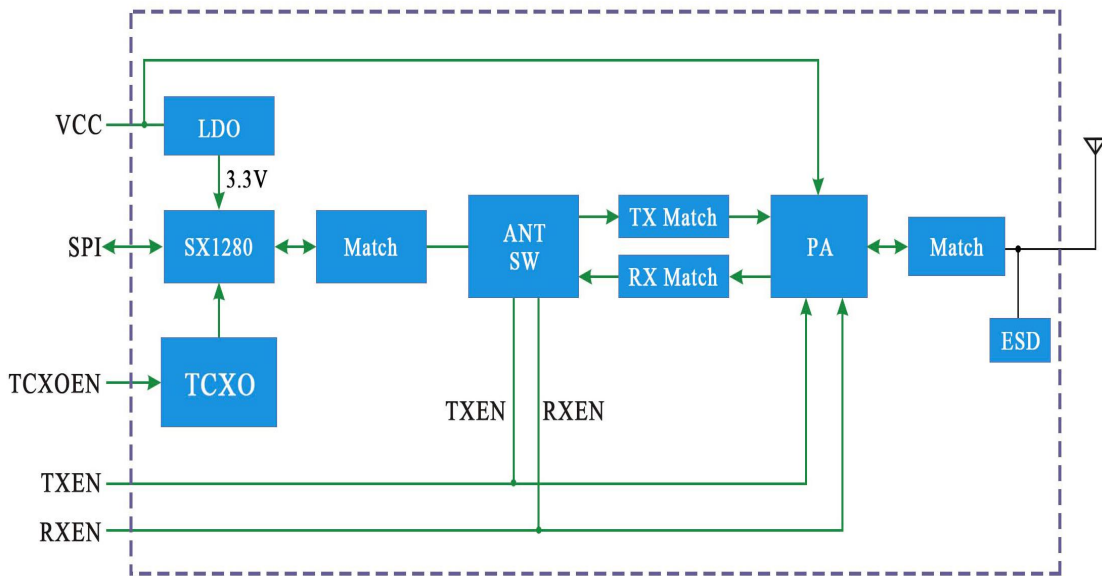 VCC
LDO
3.3V
SPI
SX1280
Match
ANT
SW
TX Match
RX Match
PA
Match
ESD
TCXOEN
TCXO
TXEN
RXEN
TXEN
RXEN